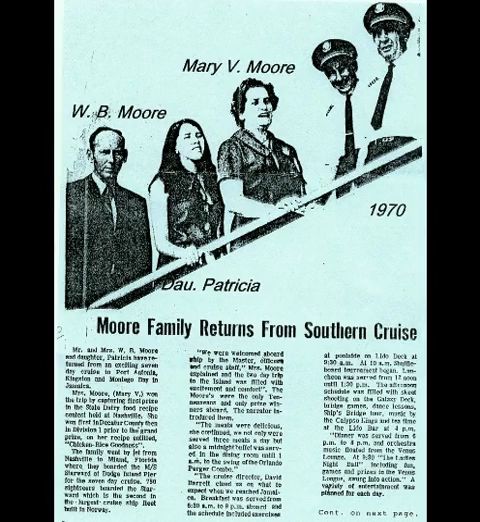 Mary V. Moore
W. B. Moore
1970
Dau. Patricia
Moore Family Returns From Southern Cruise
Mr. and Mrs. W. B. Moore
and daughter, Patricia have re-
turned from an exciting seven
day cruise to Port Antonio,
Kingston and Montego Bay in
Jamaica.
Mrs. Moore, (Mary V.) won
the trip by capturing first prize
in the State Dairy food recipe
contest held at Nashville. She
was first in Decatur County then
in Division 1 prior to the grand
prize, on her recipe entitled,
"Chicken-Rice Goodness".
The family went by jet from
Nashville to Miami, Florida
where they boarded the M/S
Starward of Dodge Island Pier
for the seven day cruise. 750
sightseers boarded the Star-
ward which is the second in
the largest cruise ship fleet
built in Norway.
"We were welcomed aboard
ship by the Master, officers
and cruise staff," Mrs. Moore
explained and the two day trip
to the Island was filled with
excitement and comfort". The
Moore's were the only Ten-
nesseans and only prize win-
ners aboard. The narrator in-
troduced them.
"The meals were delicious,
she continued, we not only were
served three meals a day but
also a midnight buffet was serv-
ed in the dining room until 1
a.m. to the swing of the Orlando
Perger Combo."
"The cruise director, David
Barrett clued us on what to
expect when we reached Jamai-
ca. Breakfast was served from
6:30 a.m. to 9 p.m. aboard and
the schedule included exercises
at poolside on Lido Deck at
9:30 a.m. At 10 a.m. Shuffle-
board tournament began. Lun-
cheon was served from 12 noon
until 1:30 p.m. The afternoon
schedule was filled with skeet
shooting on the Galaxy Deck,
bridge games, dance lessons,
Ship's Bridge tour, music by
the Calypso Kings and tea time
at the Lido Bar at 4 p.m.
"Dinner was served from 6
p.m. to 8 p.m. and orchestra
music floated from the Venus
Lounge. At 9:30 "The Ladies
Night Ball" including fun,
games and prizes in the Venus
Lounge, swung into action." A
variety of entertainment was
planned for each day.
Cont. on next page.